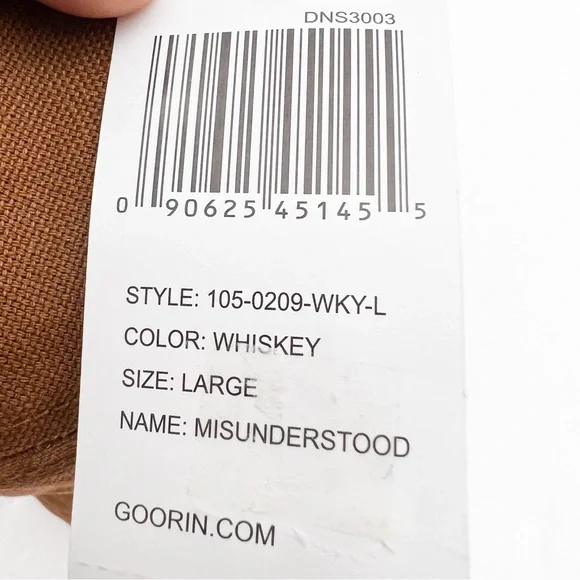 DNS3003
0 90625 45145 5
STYLE: 105-0209-WKY-L
COLOR: WHISKEY
SIZE: LARGE
NAME: MISUNDERSTOOD
GOORIN.COM